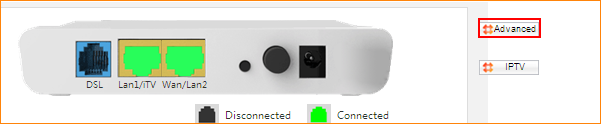 Advanced
IPTV
DSL Lan1/iTV Wan/Lan2
Disconnected Connected